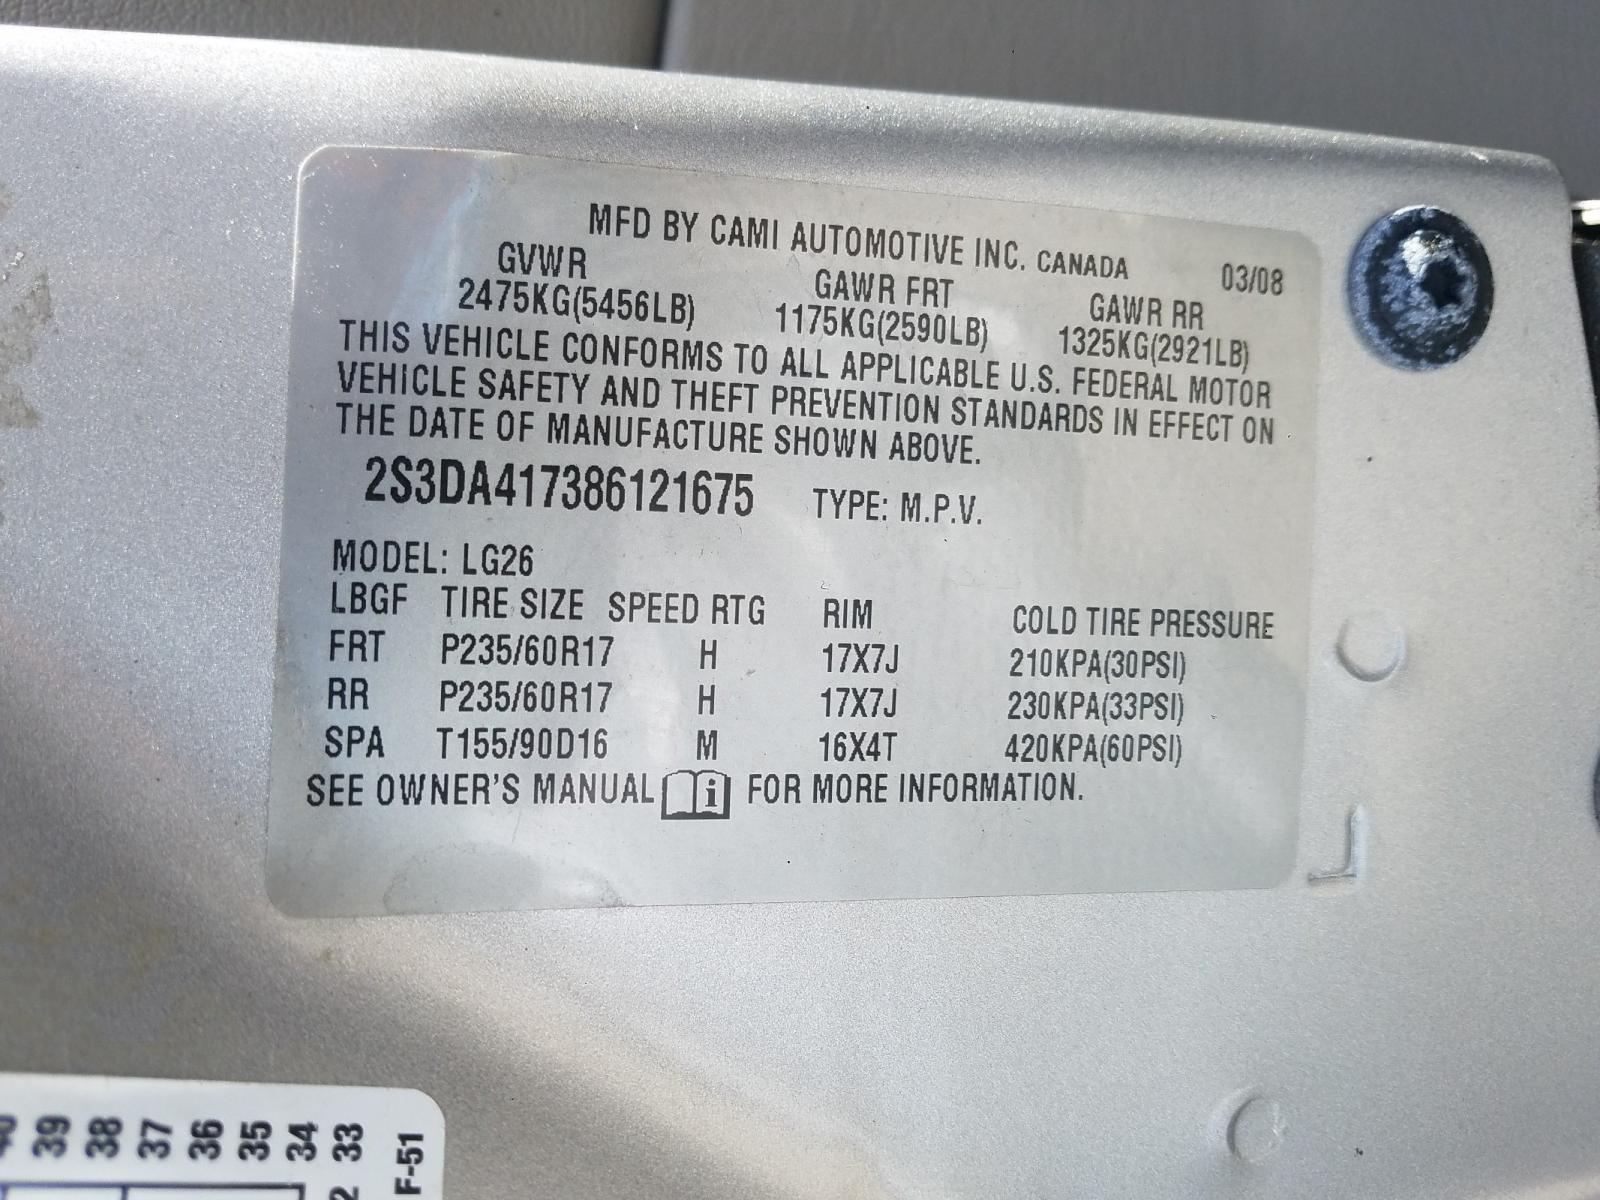 MFD BY CAMI AUTOMOTIVE INC. CANADA 03/08
GVWR GAWR FRT GAWR RR
2475KG(5456LB) 1175KG(2590LB) 1325KG(2921LB)
THIS VEHICLE CONFORMS TO ALL APPLICABLE U.S. FEDERAL MOTOR
VEHICLE SAFETY AND THEFT PREVENTION STANDARDS IN EFFECT ON
THE DATE OF MANUFACTURE SHOWN ABOVE.
2S3DA417386121675 TYPE: M.P.V.
MODEL: LG26
LBGF TIRE SIZE SPEED RTG RIM COLD TIRE PRESSURE
FRT P235/60R17 H 17X7J 210KPA(30PSI)
RR P235/60R17 H 17X7J 230KPA(33PSI)
SPA T155/90D16 M 16X4T 420KPA(60PSI)
SEE OWNER'S MANUAL i FOR MORE INFORMATION.
L
39 38 37 36 35 34 33
F-51